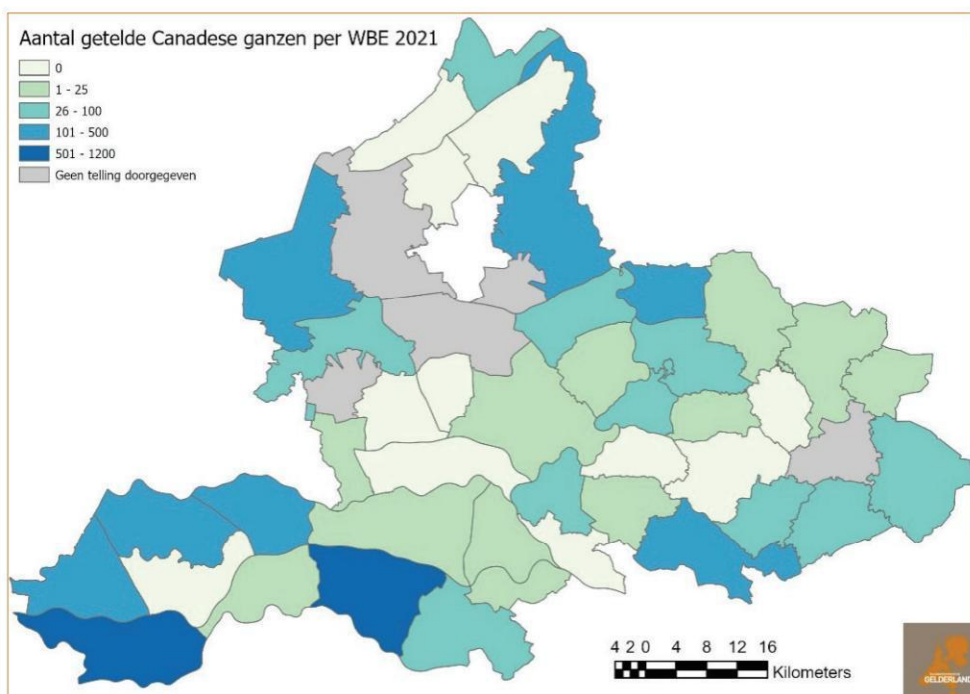 Aantal getelde Canadese ganzen per WBE 2021
0
1 - 25
26 - 100
101 - 500
501 - 1200
Geen telling doorgegeven
4 2 0 4 8 12 16
Kilometers
GELDERLAND